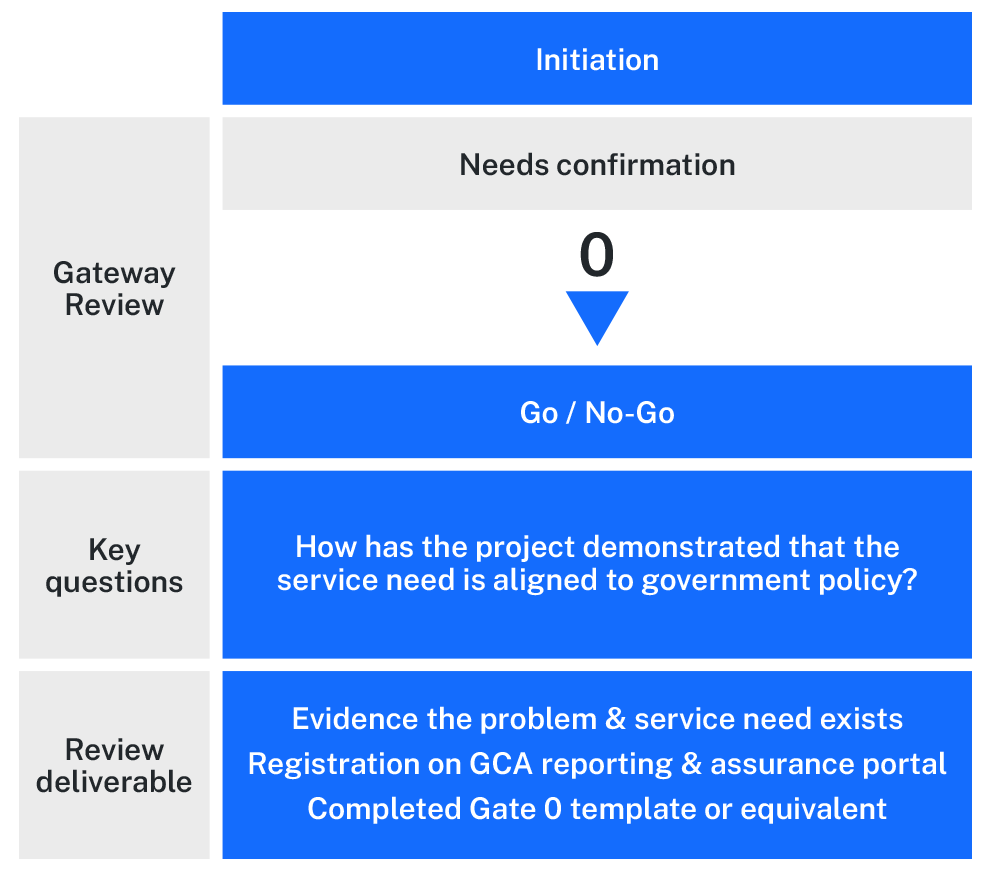 Initiation
Gateway
Review
Needs confirmation
0
Go / No-Go
Key
questions
How has the project demonstrated that the
service need is aligned to government policy?
Review
deliverable
Evidence the problem & service need exists
Registration on GCA reporting & assurance portal
Completed Gate 0 template or equivalent